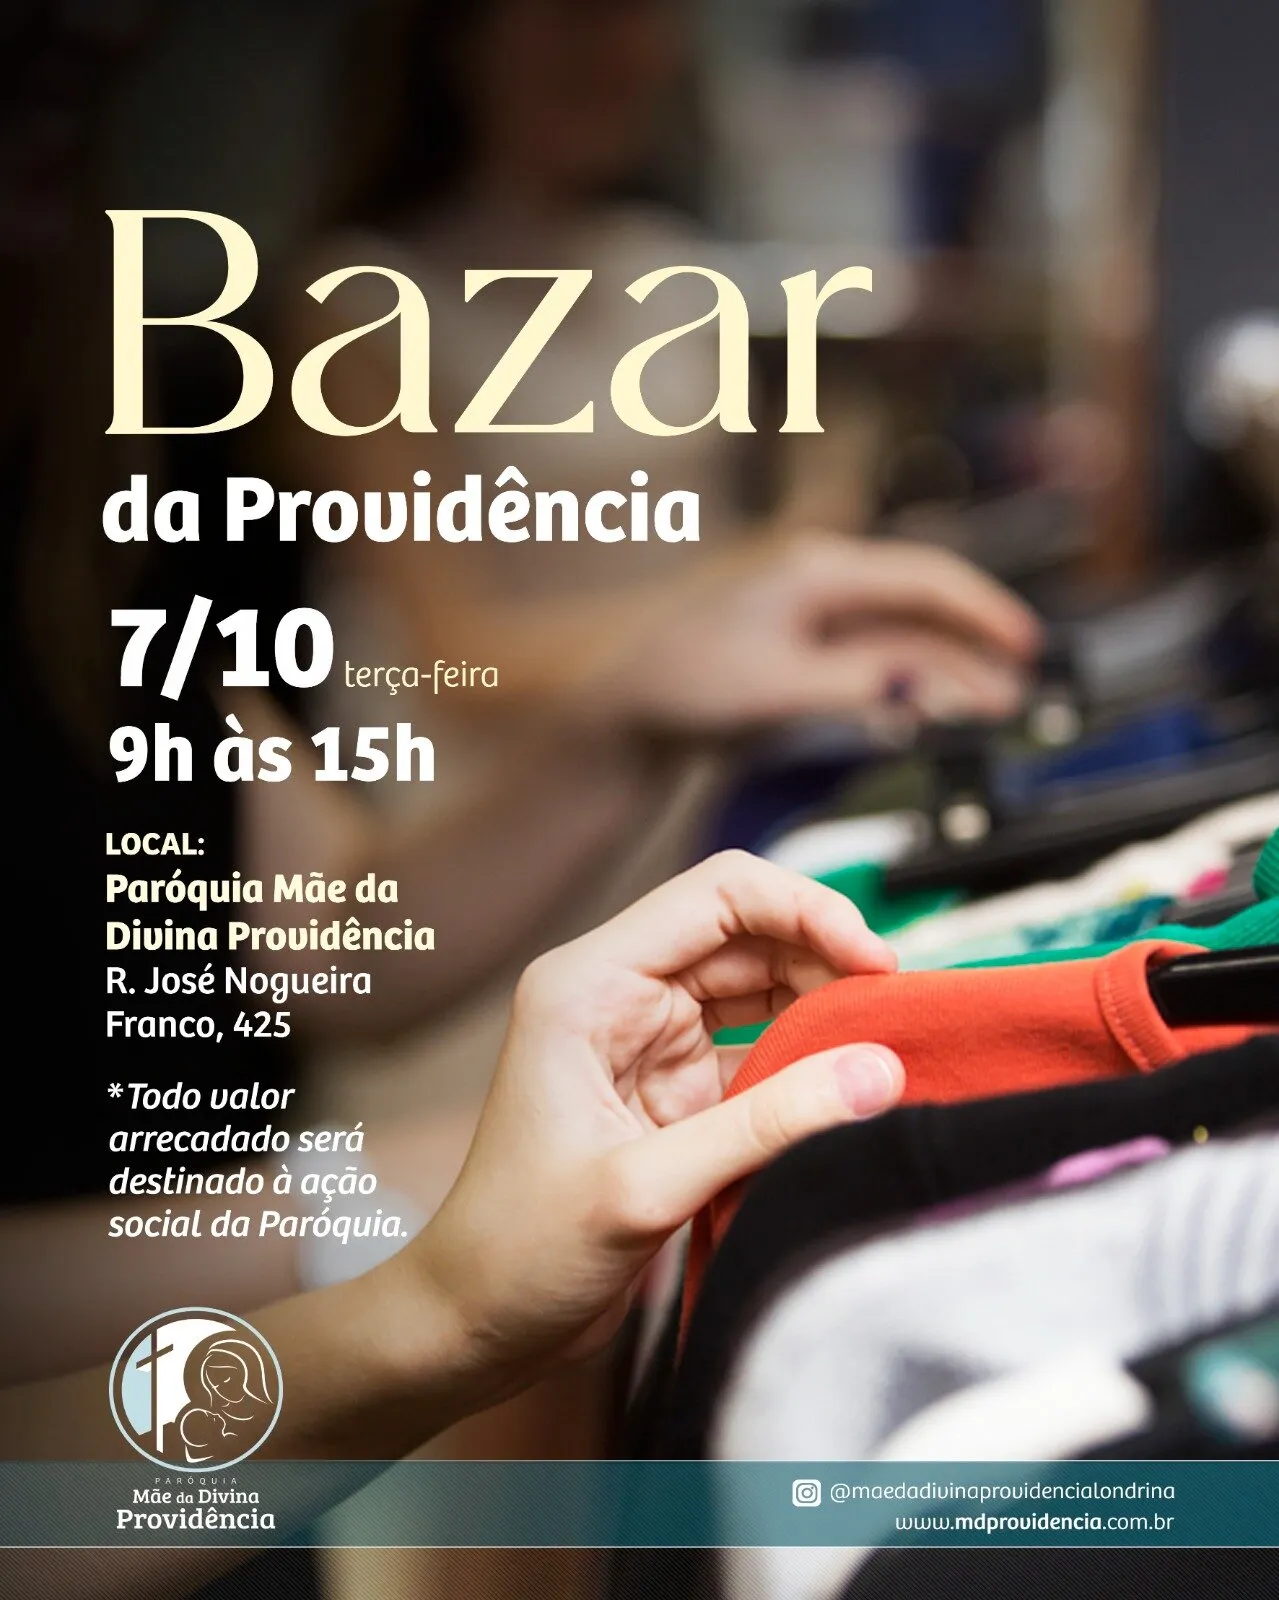 Bazar
da Providência
7/10 terça-feira
9h às 15h
LOCAL:
Paróquia Mãe da
Divina Providência
R. José Nogueira
Franco, 425
*Todo valor
arrecadado será
destinado à ação
social da Paróquia.
PARÓQUIA
Mãe da Divina
Providência
@maedadivinaprovidencialondrina
www.mdprovidencia.com.br